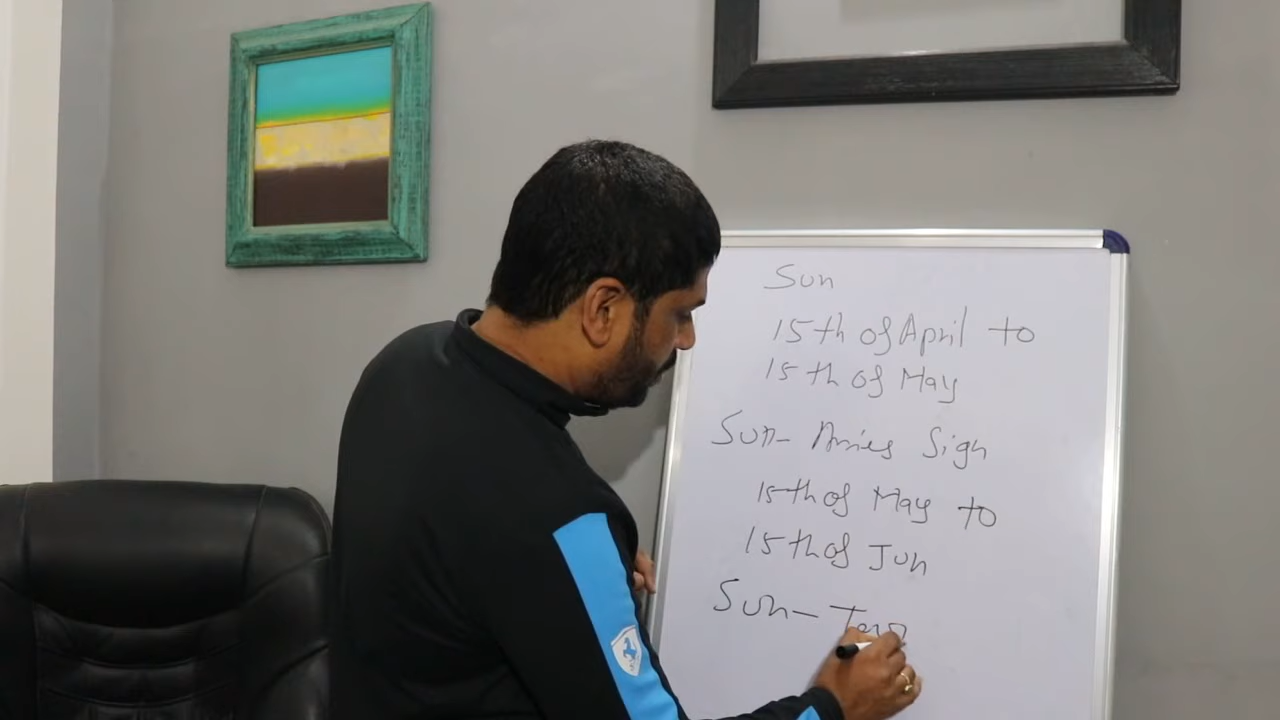 Sun
15th of April to
15th of May
Sun- Aries Sign
15th of May to
15th of Jun
Sun-